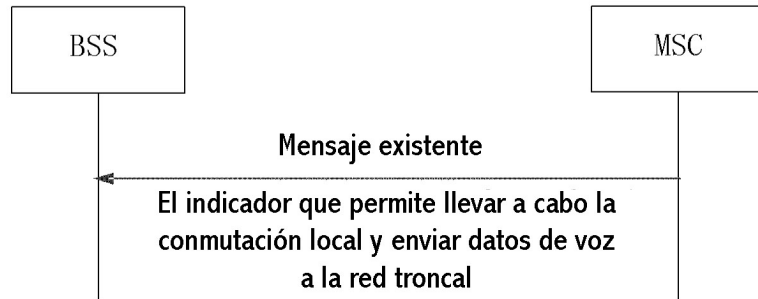 BSS
MSC
Mensaje existente
El indicador que permite llevar a cabo la
conmutación local y enviar datos de voz
a la red troncal